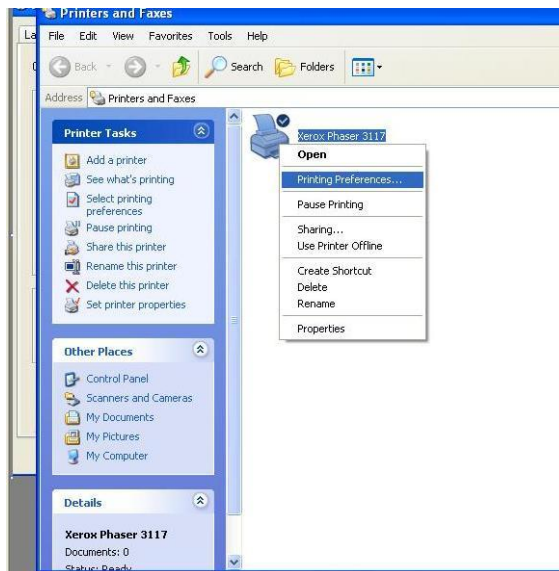 Printers and Faxes
La
File Edit View Favorites Tools Help
Back Search Folders
Address Printers and Faxes
Printer Tasks
Add a printer
See what's printing
Select printing
preferences
Pause printing
Share this printer
Rename this printer
Delete this printer
Set printer properties
Other Places
Control Panel
Scanners and Cameras
My Documents
My Pictures
My Computer
Details
Xerox Phaser 3117
Documents: 0
Status: Ready
Xerox Phaser 3117
Open
Printing Preferences...
Pause Printing
Sharing...
Use Printer Offline
Create Shortcut
Delete
Rename
Properties